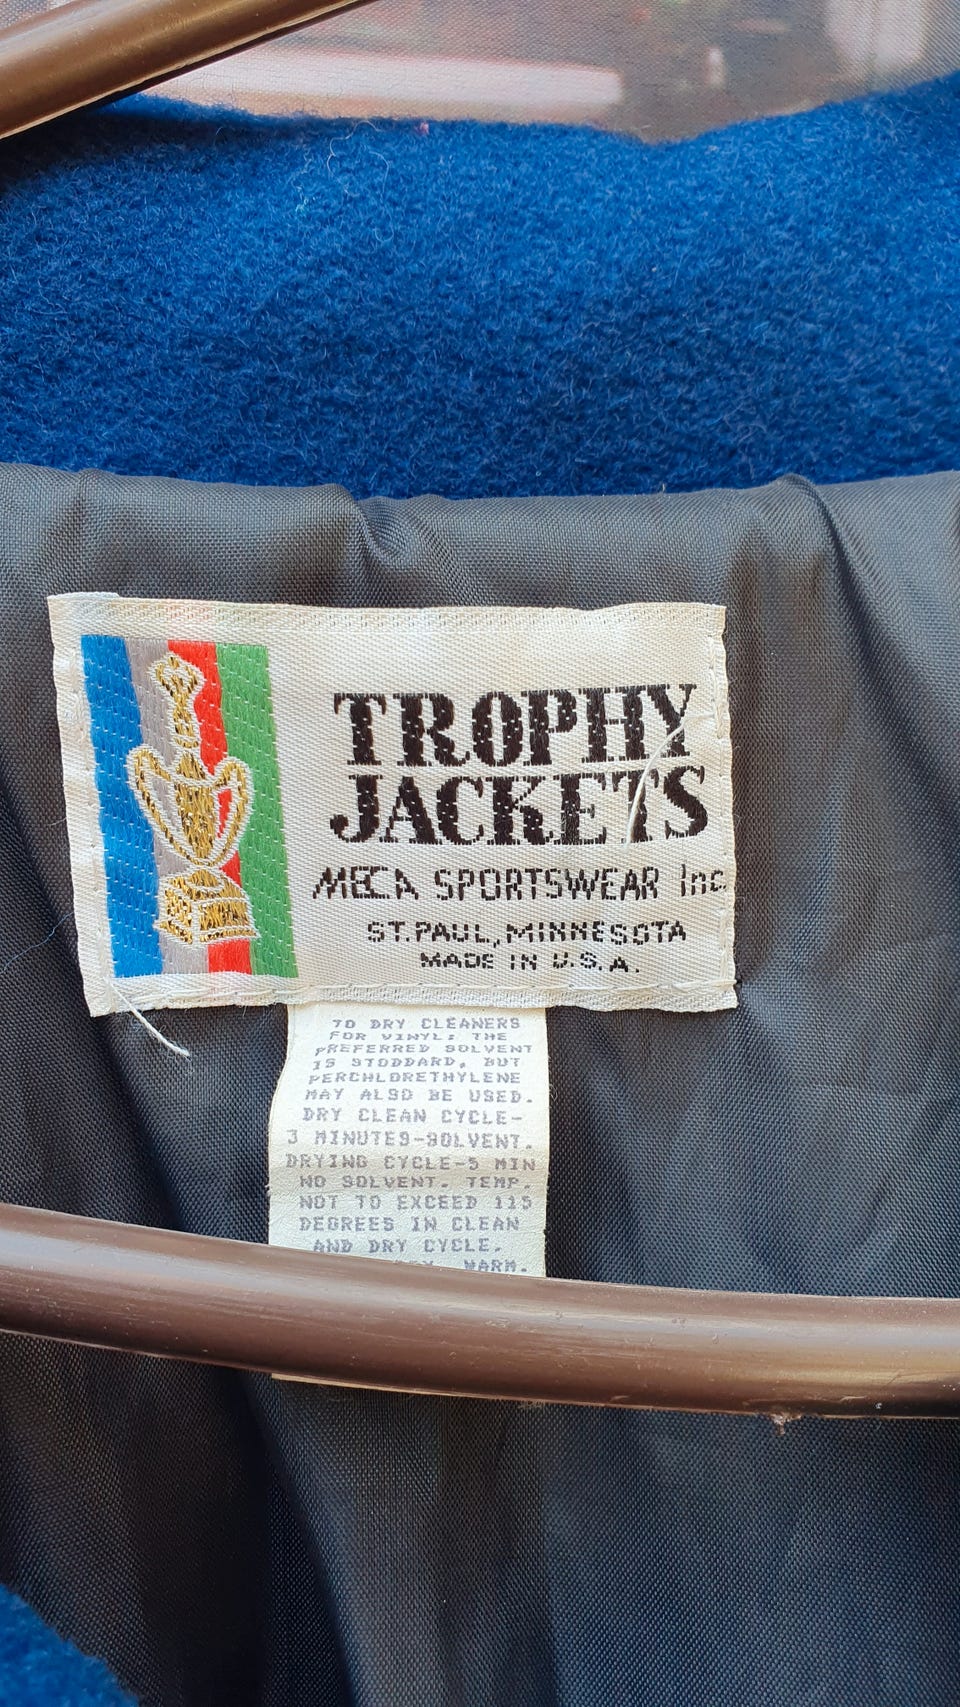 TROPHY
JACKETS
MECA SPORTSWEAR Inc.
ST. PAUL, MINNESOTA
MADE IN U.S.A.
TO DRY CLEANERS
FOR VINYL: THE
PREFERRED SOLVENT
IS STODDARD, BUT
PERCHLORETHYLENE
MAY ALSO BE USED.
DRY CLEAN CYCLE-
3 MINUTES-SOLVENT.
DRYING CYCLE-5 MIN
NO SOLVENT. TEMP.
NOT TO EXCEED 115
DEGREES IN CLEAN
AND DRY CYCLE.
WARM.